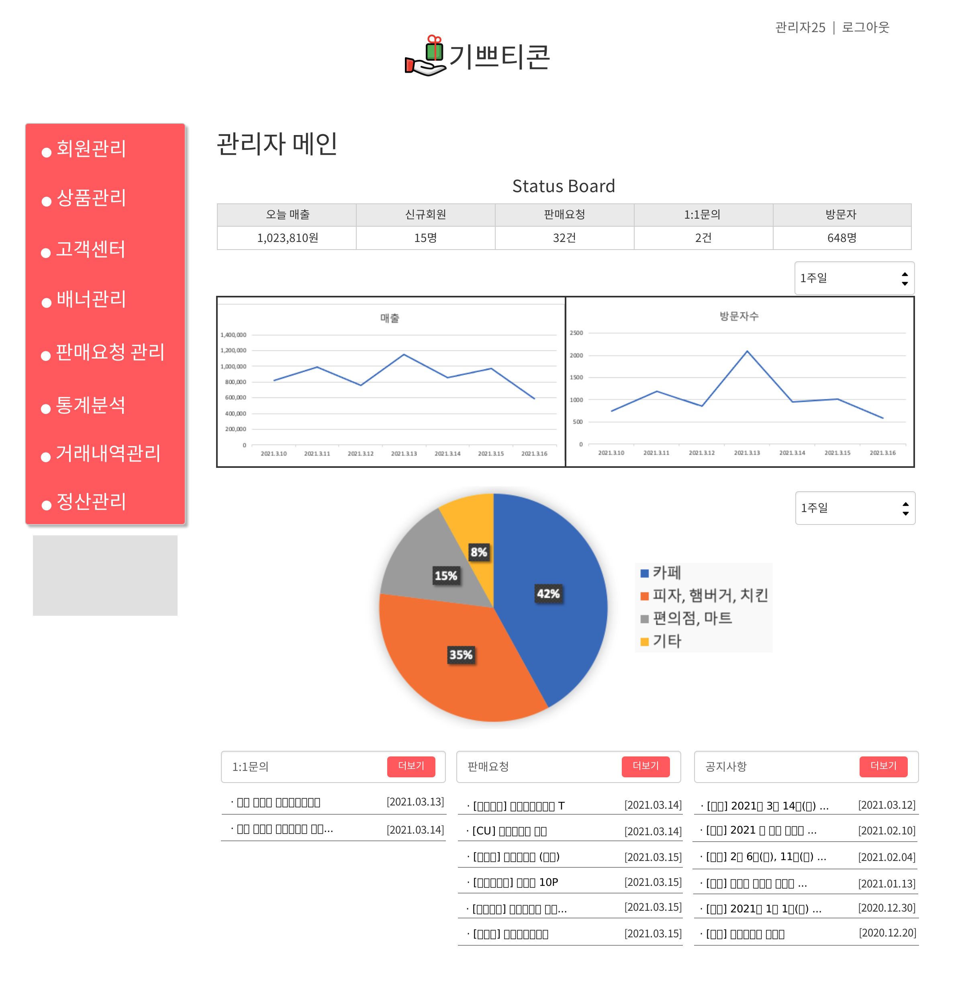 관리자25 | 로그아웃
기쁘티콘
회원관리
상품관리
고객센터
배너관리
판매요청 관리
통계분석
거래내역관리
정산관리
관리자 메인
Status Board
오늘 매출 신규회원 판매요청 1:1문의 방문자
1,023,810원 15명 32건 2건 648명
1주일
매출
1,400,000
1,200,000
1,000,000
800,000
600,000
400,000
200,000
0
2021.3.10 2021.3.11 2021.3.12 2021.3.13 2021.3.14 2021.3.15 2021.3.16
방문자수
2500
2000
1500
1000
500
0
2021.3.10 2021.3.11 2021.3.12 2021.3.13 2021.3.14 2021.3.15 2021.3.16
1주일
8%
15%
42%
35%
카페
피자, 햄버거, 치킨
편의점, 마트
기타
1:1문의 더보기
[2021.03.13]
... [2021.03.14]
판매요청 더보기
T [2021.03.14]
[CU] [2021.03.14]
[2021.03.15]
10P [2021.03.15]
... [2021.03.15]
[2021.03.15]
공지사항 더보기
2021 3 14 ... [2021.03.12]
2021 ... [2021.02.10]
2 6 , 11 ... [2021.02.04]
... [2021.01.13]
2021 1 1 ... [2020.12.30]
[2020.12.20]